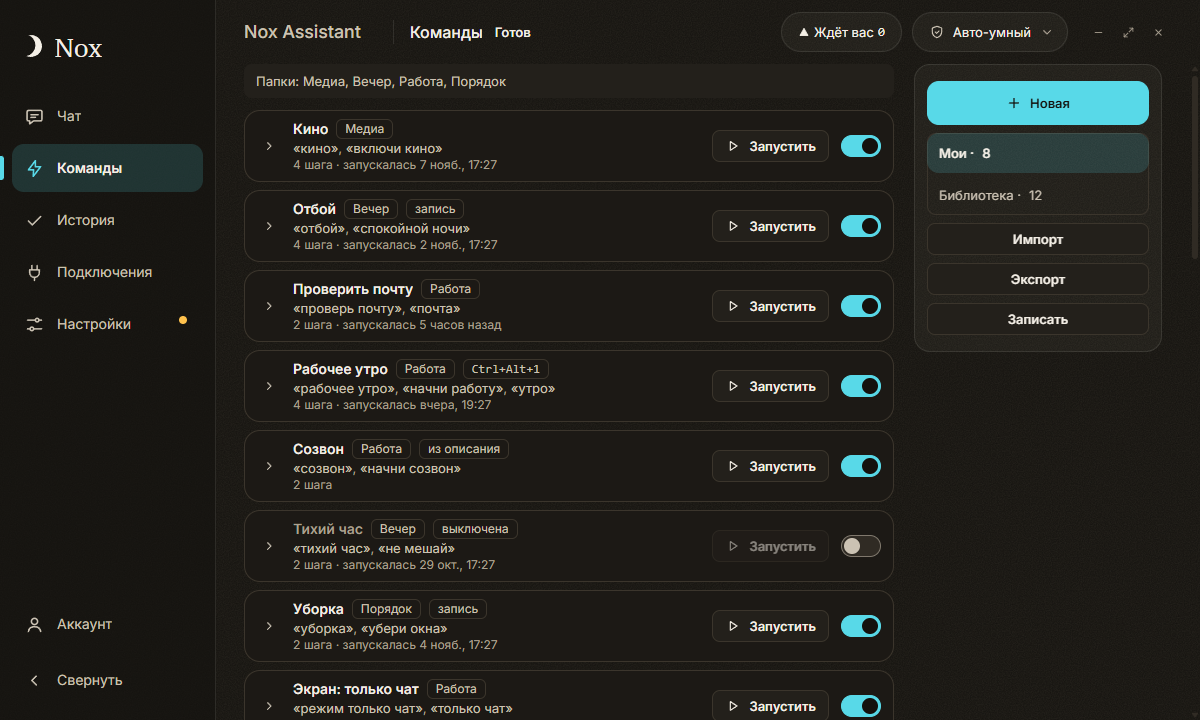 Nox
Чат
Команды
История
Подключения
Настройки
Аккаунт
Свернуть
Nox Assistant
Команды Готов
Ждёт вас 0
Авто-умный
Папки: Медиа, Вечер, Работа, Порядок
Кино Медиа
«кино», «включи кино»
4 шага · запускалась 7 нояб., 17:27
Запустить
Отбой Вечер запись
«отбой», «спокойной ночи»
4 шага · запускалась 2 нояб., 17:27
Запустить
Проверить почту Работа
«проверь почту», «почта»
2 шага · запускалась 5 часов назад
Запустить
Рабочее утро Работа Ctrl+Alt+1
«рабочее утро», «начни работу», «утро»
4 шага · запускалась вчера, 19:27
Запустить
Созвон Работа из описания
«созвон», «начни созвон»
2 шага
Запустить
Тихий час Вечер выключена
«тихий час», «не мешай»
2 шага · запускалась 29 окт., 17:27
Запустить
Уборка Порядок запись
«уборка», «убери окна»
2 шага · запускалась 4 нояб., 17:27
Запустить
Экран: только чат Работа
«режим только чат», «только чат»
Запустить
+ Новая
Мои · 8
Библиотека · 12
Импорт
Экспорт
Записать